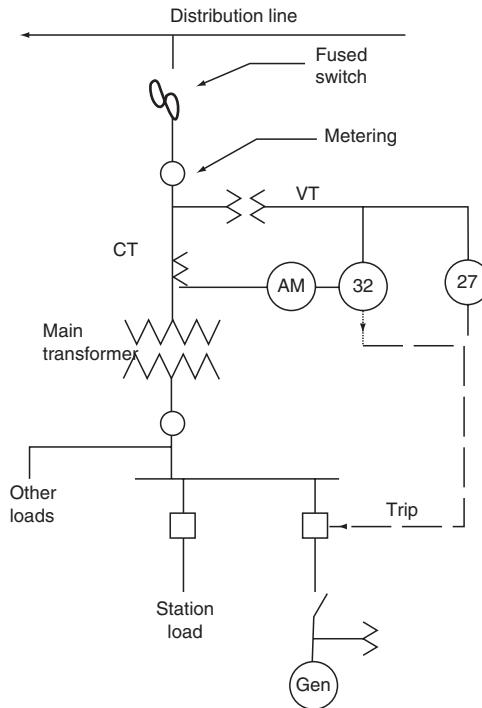 Distribution line
Fused
switch
Metering
VT
CT
AM
32
27
Main
transformer
Other
loads
Trip
Station
load
Gen